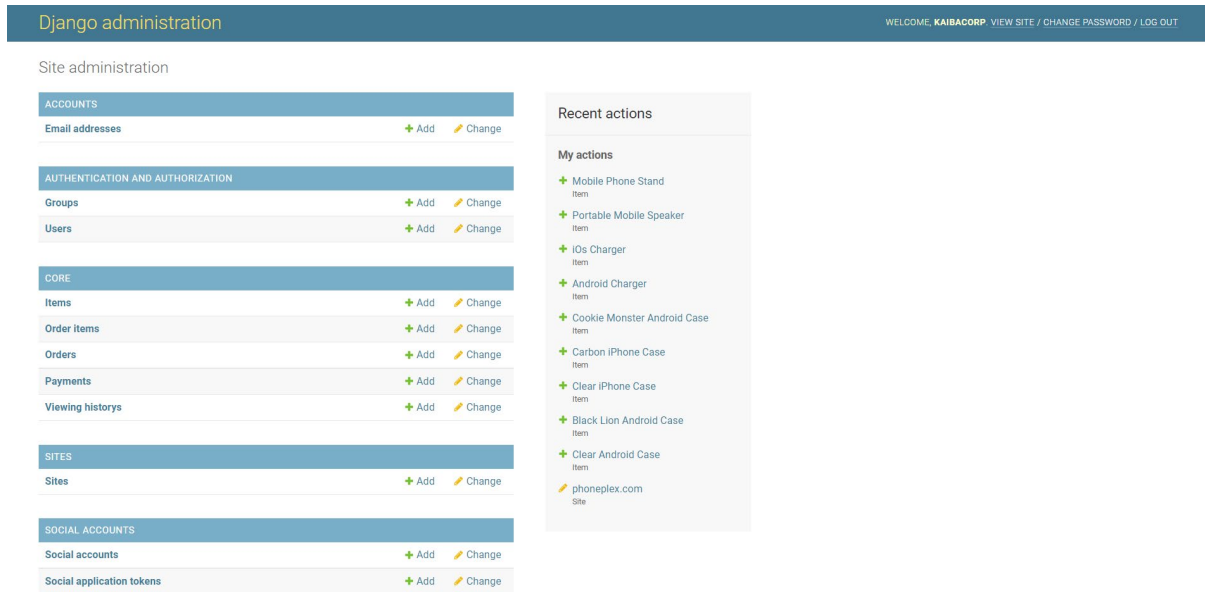 Django administration
WELCOME, KAIBACORP. VIEW SITE / CHANGE PASSWORD / LOG OUT
Site administration
ACCOUNTS
Email addresses Add Change
AUTHENTICATION AND AUTHORIZATION
Groups Add Change
Users Add Change
CORE
Items Add Change
Order items Add Change
Orders Add Change
Payments Add Change
Viewing historys Add Change
SITES
Sites Add Change
SOCIAL ACCOUNTS
Social accounts Add Change
Social application tokens Add Change
Recent actions
My actions
Mobile Phone Stand
Item
Portable Mobile Speaker
Item
iOs Charger
Item
Android Charger
Item
Cookie Monster Android Case
Item
Carbon iPhone Case
Item
Clear iPhone Case
Item
Black Lion Android Case
Item
Clear Android Case
Item
phoneplex.com
Site